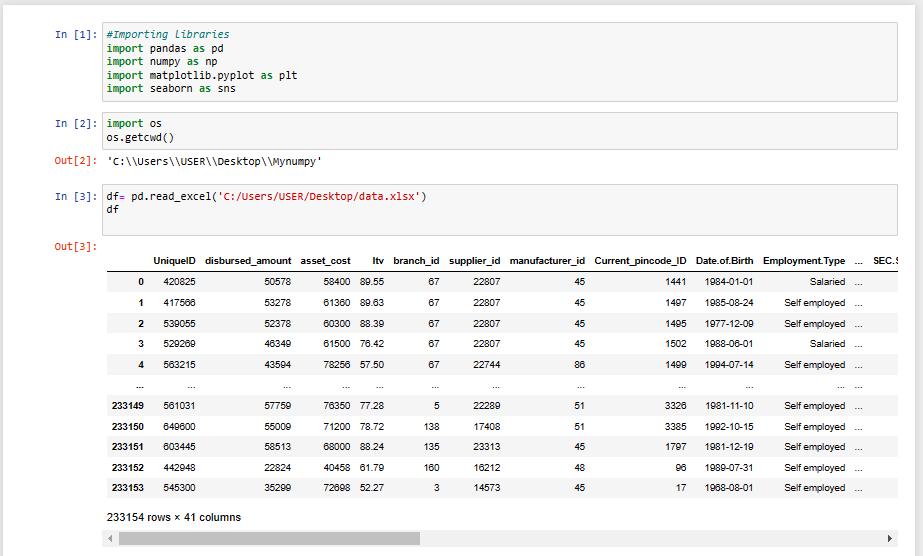 In [1]: #Importing libraries
import pandas as pd
import numpy as np
import matplotlib.pyplot as plt
import seaborn as sns
In [2]: import os
os.getcwd()
Out[2]: 'C:\\Users\\USER\\Desktop\\Mynumpy'
In [3]: df= pd.read_excel('C:/Users/USER/Desktop/data.xlsx')
df
Out[3]:
UniqueID disbursed_amount asset_cost ltv branch_id supplier_id manufacturer_id Current_pincode_ID Date.of.Birth Employment.Type ... SEC.S
0 420825 50578 58400 89.55 67 22807 45 1441 1984-01-01 Salaried ...
1 417566 53278 61360 89.63 67 22807 45 1497 1985-08-24 Self employed ...
2 539055 52378 60300 88.39 67 22807 45 1495 1977-12-09 Self employed ...
3 529269 46349 61500 76.42 67 22807 45 1502 1988-06-01 Salaried ...
4 563215 43594 78256 57.50 67 22744 86 1499 1994-07-14 Self employed ...
... ... ... ... ... ... ... ... ... ... ... ...
233149 561031 57759 76350 77.28 5 22289 51 3326 1981-11-10 Self employed ...
233150 649600 55009 71200 78.72 138 17408 51 3385 1992-10-15 Self employed ...
233151 603445 58513 68000 88.24 135 23313 45 1797 1981-12-19 Self employed ...
233152 442948 22824 40458 61.79 160 16212 48 96 1989-07-31 Self employed ...
233153 545300 35299 72698 52.27 3 14573 45 17 1968-08-01 Self employed ...
233154 rows × 41 columns